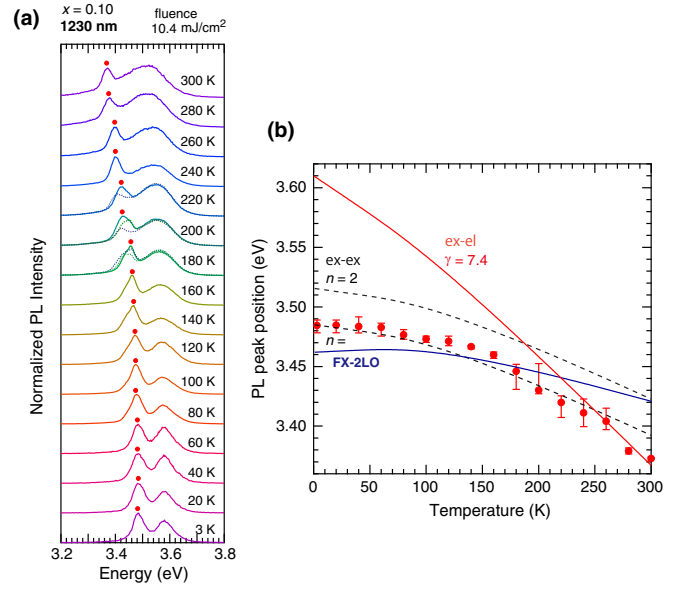 (a)
x = 0.10
1230 nm
fluence
10.4 mJ/cm²
300 K
280 K
260 K
240 K
220 K
200 K
180 K
160 K
140 K
120 K
100 K
80 K
60 K
40 K
20 K
3 K
Normalized PL Intensity
3.2 3.4 3.6 3.8
Energy (eV)
(b)
3.60
3.55
3.50
3.45
3.40
PL peak position (eV)
ex-el
γ = 7.4
ex-ex
n = 2
n =
FX-2LO
0 50 100 150 200 250 300
Temperature (K)